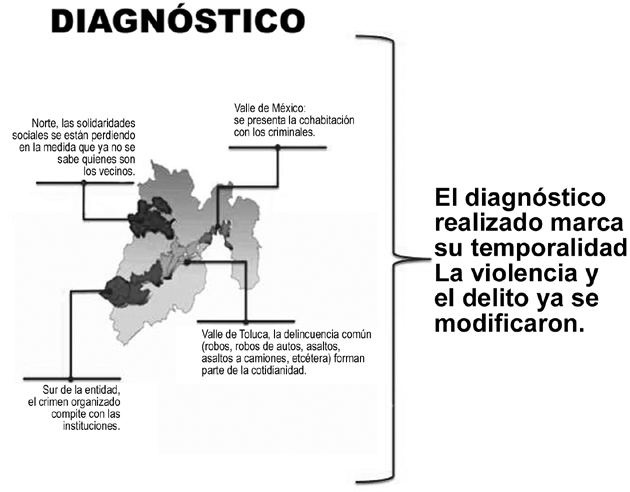 DIAGNÓSTICO
Norte, las solidaridades
sociales se están perdiendo
en la medida que ya no se
sabe quienes son
los vecinos.
Valle de México:
se presenta la cohabitación
con los criminales.
Valle de Toluca, la delincuencia común
(robos, robos de autos, asaltos,
asaltos a camiones, etcétera) forman
parte de la cotidianidad.
Sur de la entidad,
el crimen organizado
compite con las
instituciones.
El diagnóstico
realizado marca
su temporalidad
La violencia y
el delito ya se
modificaron.